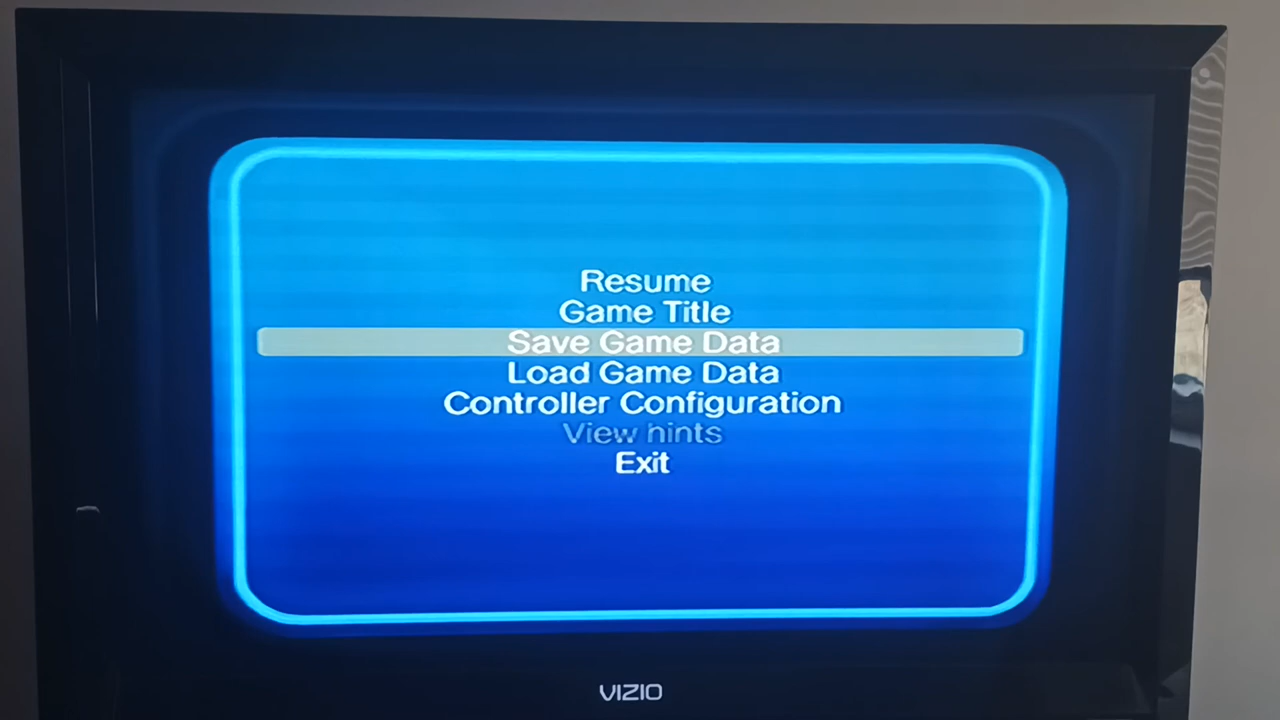 Resume
Game Title
Save Game Data
Load Game Data
Controller Configuration
View hints
Exit
VIZIO